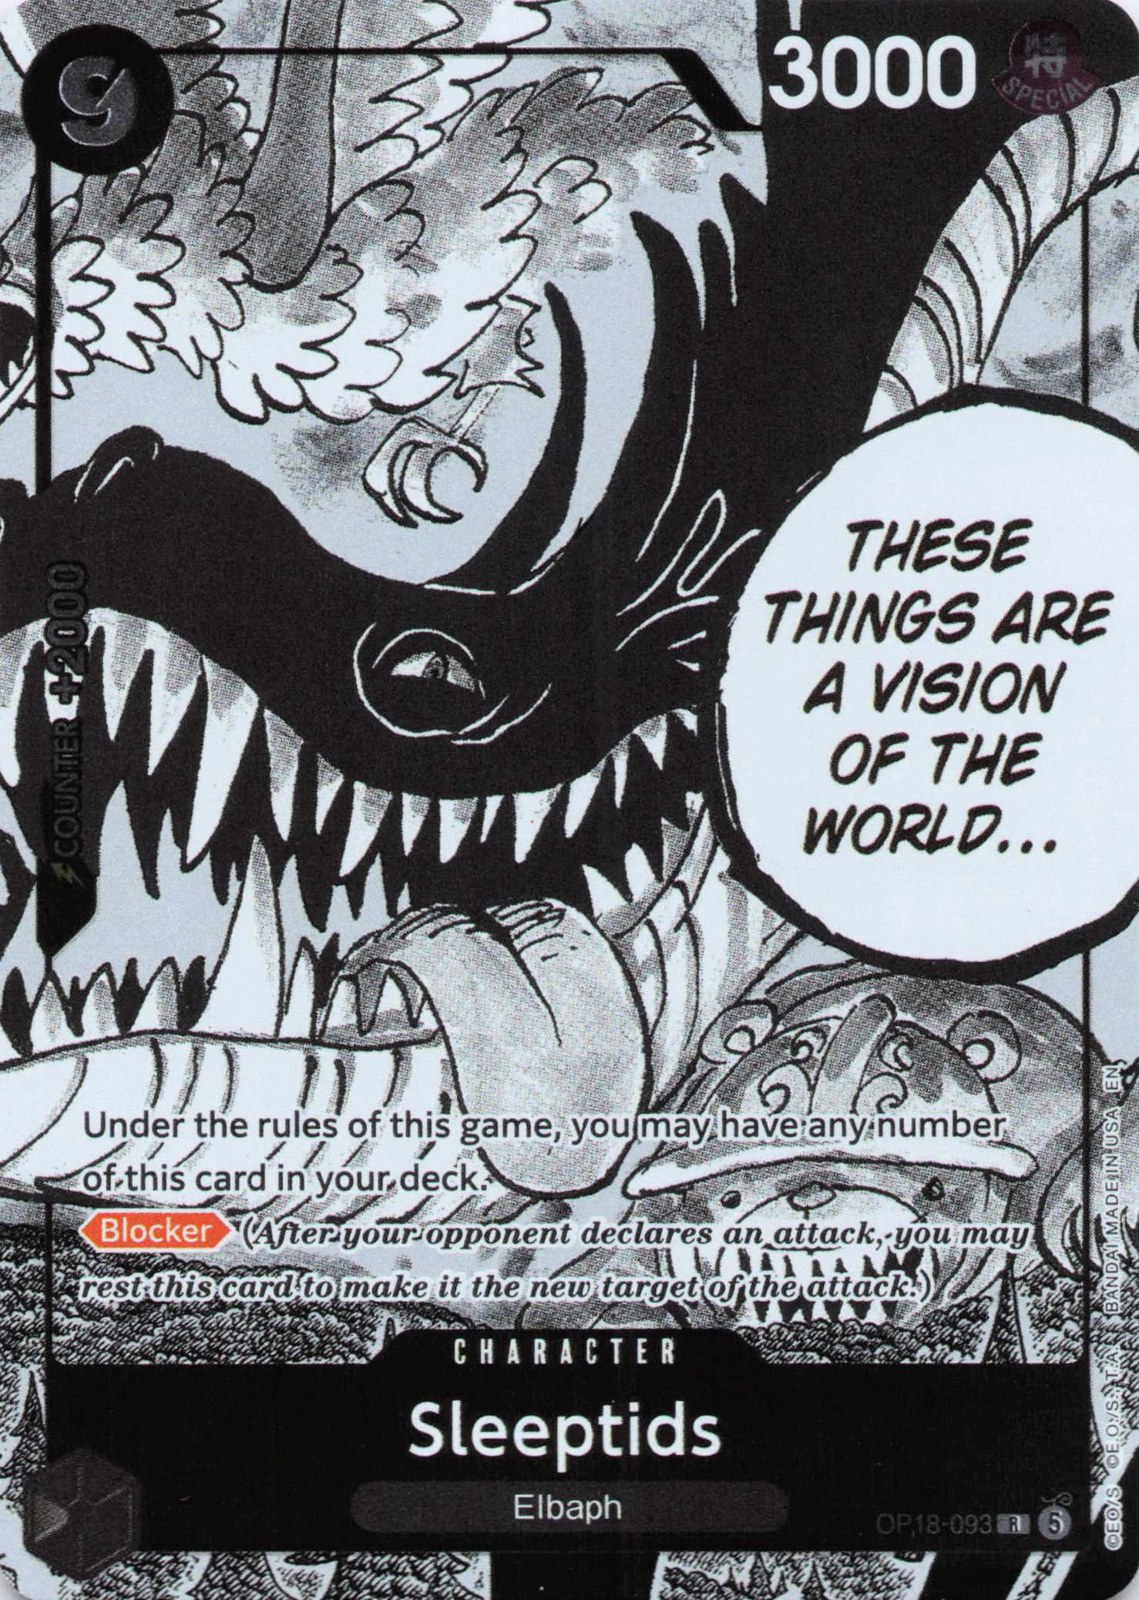 9
3000
特
SPECIAL
THESE
THINGS ARE
A VISION
OF THE
WORLD...
COUNTER +2000
Under the rules of this game, you may have any number
of this card in your deck.
Blocker (After your opponent declares an attack, you may
rest this card to make it the new target of the attack.)
CHARACTER
Sleeptids
Elbaph
OP18-093 R 5
©EO/S ©EO/S, T.A. BANDAI MADE IN USA EN